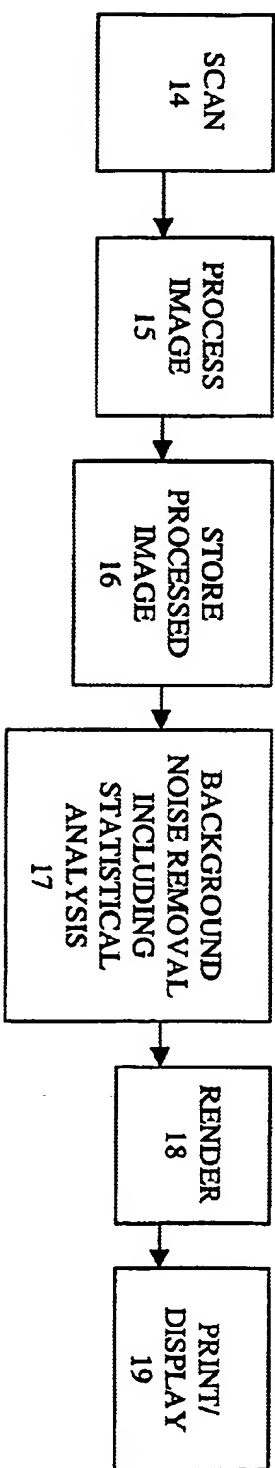 SCAN
14
PROCESS
IMAGE
15
STORE
PROCESSED
IMAGE
16
BACKGROUND
NOISE REMOVAL
INCLUDING
STATISTICAL
ANALYSIS
17
RENDER
18
PRINT/
DISPLAY
19